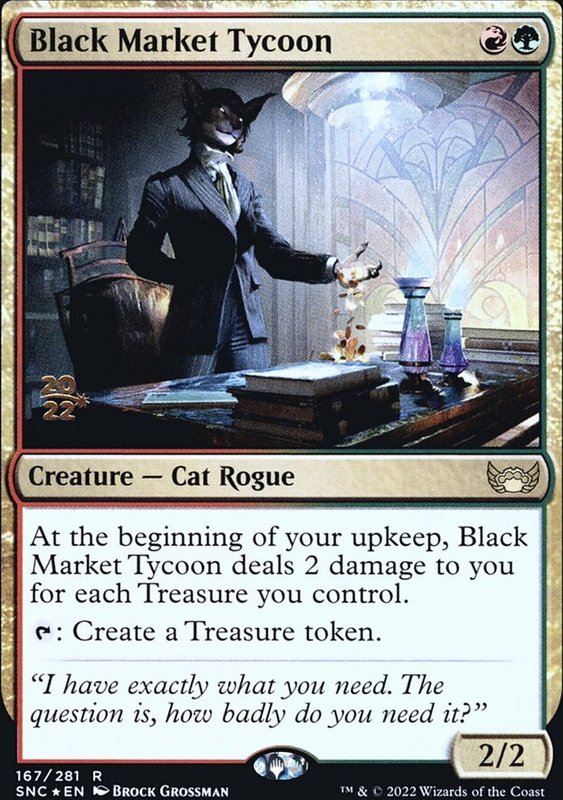 Black Market Tycoon
20
22
Creature — Cat Rogue
At the beginning of your upkeep, Black
Market Tycoon deals 2 damage to you
for each Treasure you control.
: Create a Treasure token.
“I have exactly what you need. The
question is, how badly do you need it?”
2/2
167/281 R
SNC ★ EN Brock Grossman
™ & © 2022 Wizards of the Coast